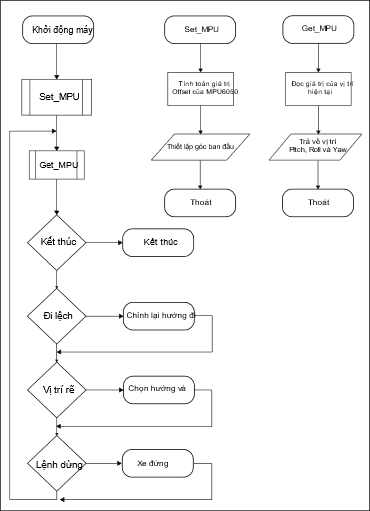 Khởi động máy
Set_MPU
Get_MPU
Kết thúc
Kết thúc
Đi lệch
Chỉnh lại hướng đi
Vị trí rẽ
Chọn hướng và
Lệnh dừng
Xe đứng
Set_MPU
Tính toán giá trị
Offset của MPU6050
Thiết lập góc ban đầu
Thoát
Get_MPU
Đọc giá trị của vị trí
hiện tại
Trả về vị trí
Pitch, Roll và Yaw
Thoát